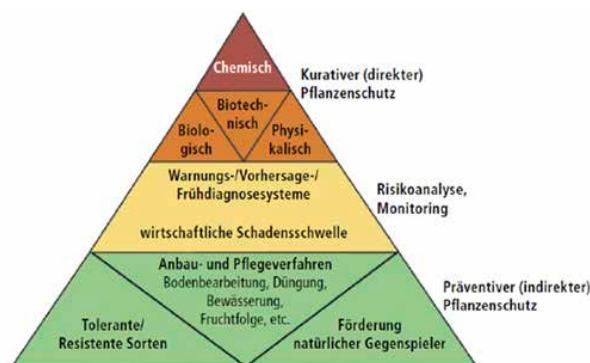 Chemisch
Kurativer (direkter)
Pflanzenschutz
Biotech-
nisch
Biolo-
gisch
Physi-
kalisch
Warnungs-/Vorhersage-/
Frühdiagnosesysteme
wirtschaftliche Schadensschwelle
Risikoanalyse,
Monitoring
Anbau- und Pflegeverfahren
Bodenbearbeitung, Düngung,
Bewässerung,
Fruchtfolge, etc.
Präventiver (indirekter)
Pflanzenschutz
Tolerante/
Resistente Sorten
Förderung
natürlicher Gegenspieler